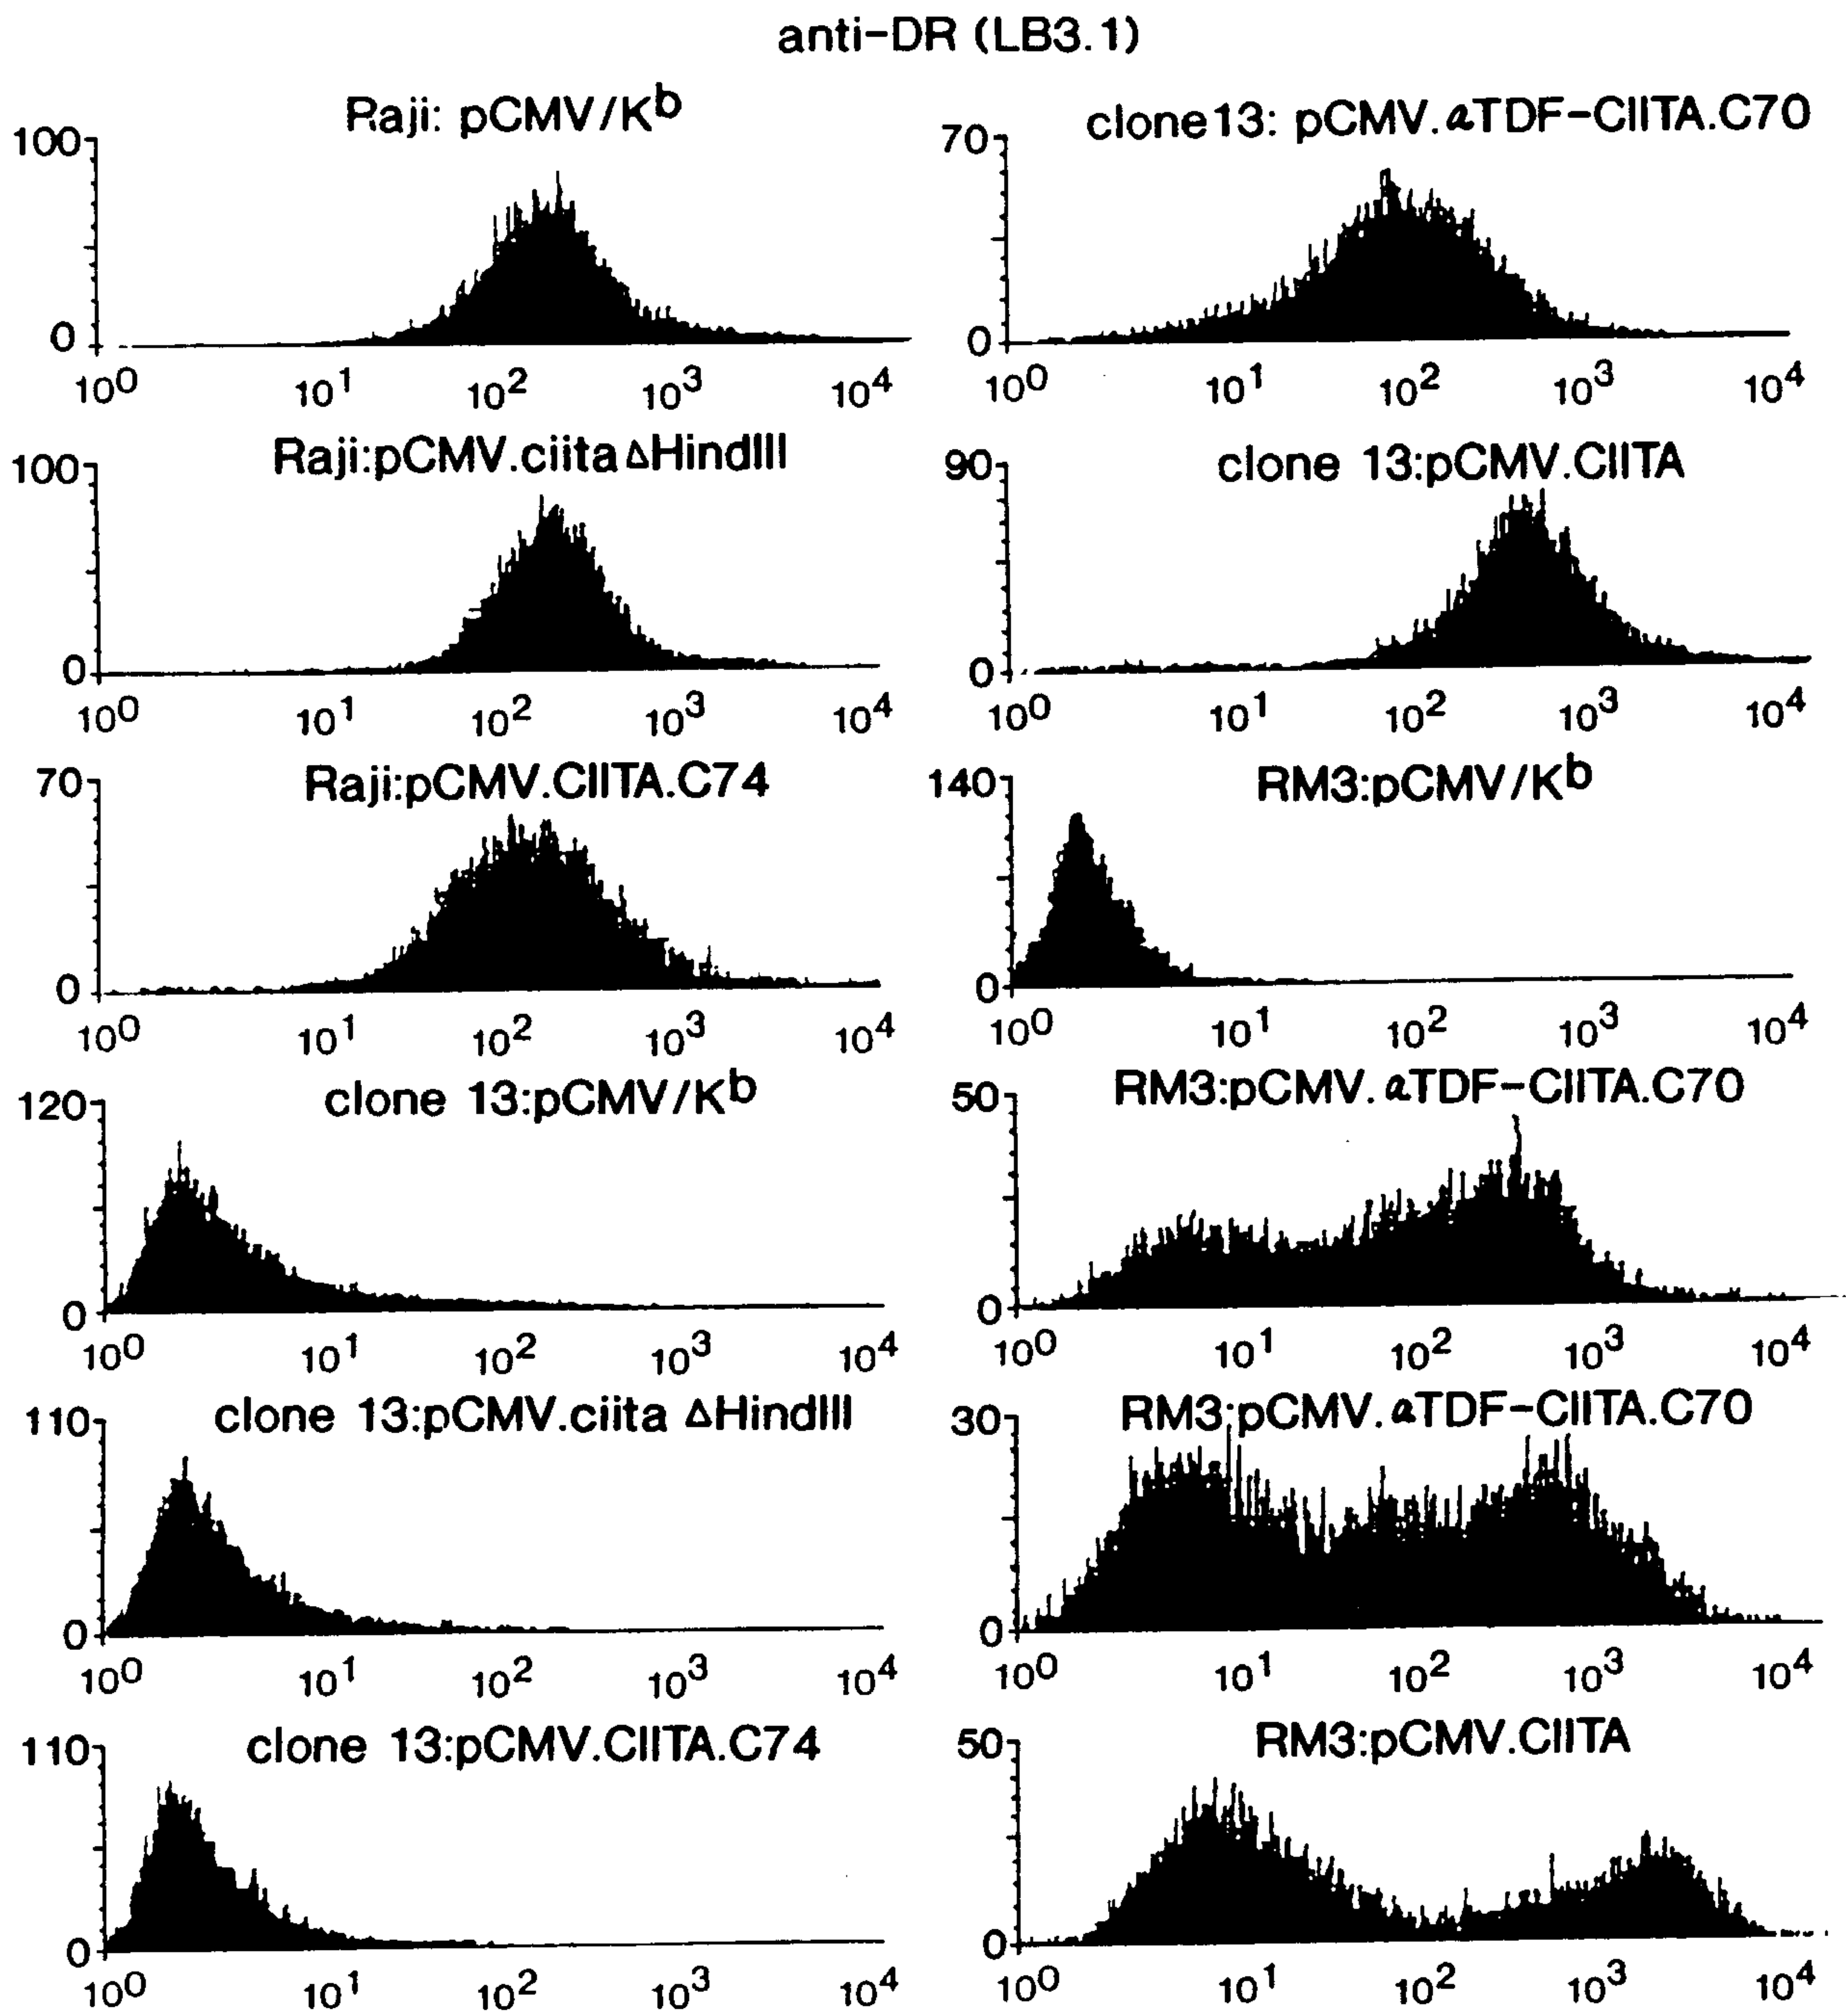 anti-DR (LB3.1)
Raji: pCMV/Kᵇ
100
0
10⁰ 10¹ 10² 10³ 10⁴
Raji:pCMV.ciita ΔHindIII
100
0
10⁰ 10¹ 10² 10³ 10⁴
Raji:pCMV.CIITA.C74
70
0
10⁰ 10¹ 10² 10³ 10⁴
clone 13:pCMV/Kᵇ
120
0
10⁰ 10¹ 10² 10³ 10⁴
clone 13:pCMV.ciita ΔHindIII
110
0
10⁰ 10¹ 10² 10³ 10⁴
clone 13:pCMV.CIITA.C74
110
0
10⁰ 10¹ 10² 10³ 10⁴
clone13: pCMV.aTDF-CIITA.C70
70
0
10⁰ 10¹ 10² 10³ 10⁴
clone 13:pCMV.CIITA
90
0
10⁰ 10¹ 10² 10³ 10⁴
RM3:pCMV/Kᵇ
140
0
10⁰ 10¹ 10² 10³ 10⁴
RM3:pCMV.aTDF-CIITA.C70
50
0
10⁰ 10¹ 10² 10³ 10⁴
RM3:pCMV.aTDF-CIITA.C70
30
0
10⁰ 10¹ 10² 10³ 10⁴
RM3:pCMV.CIITA
50
0
10⁰ 10¹ 10² 10³ 10⁴